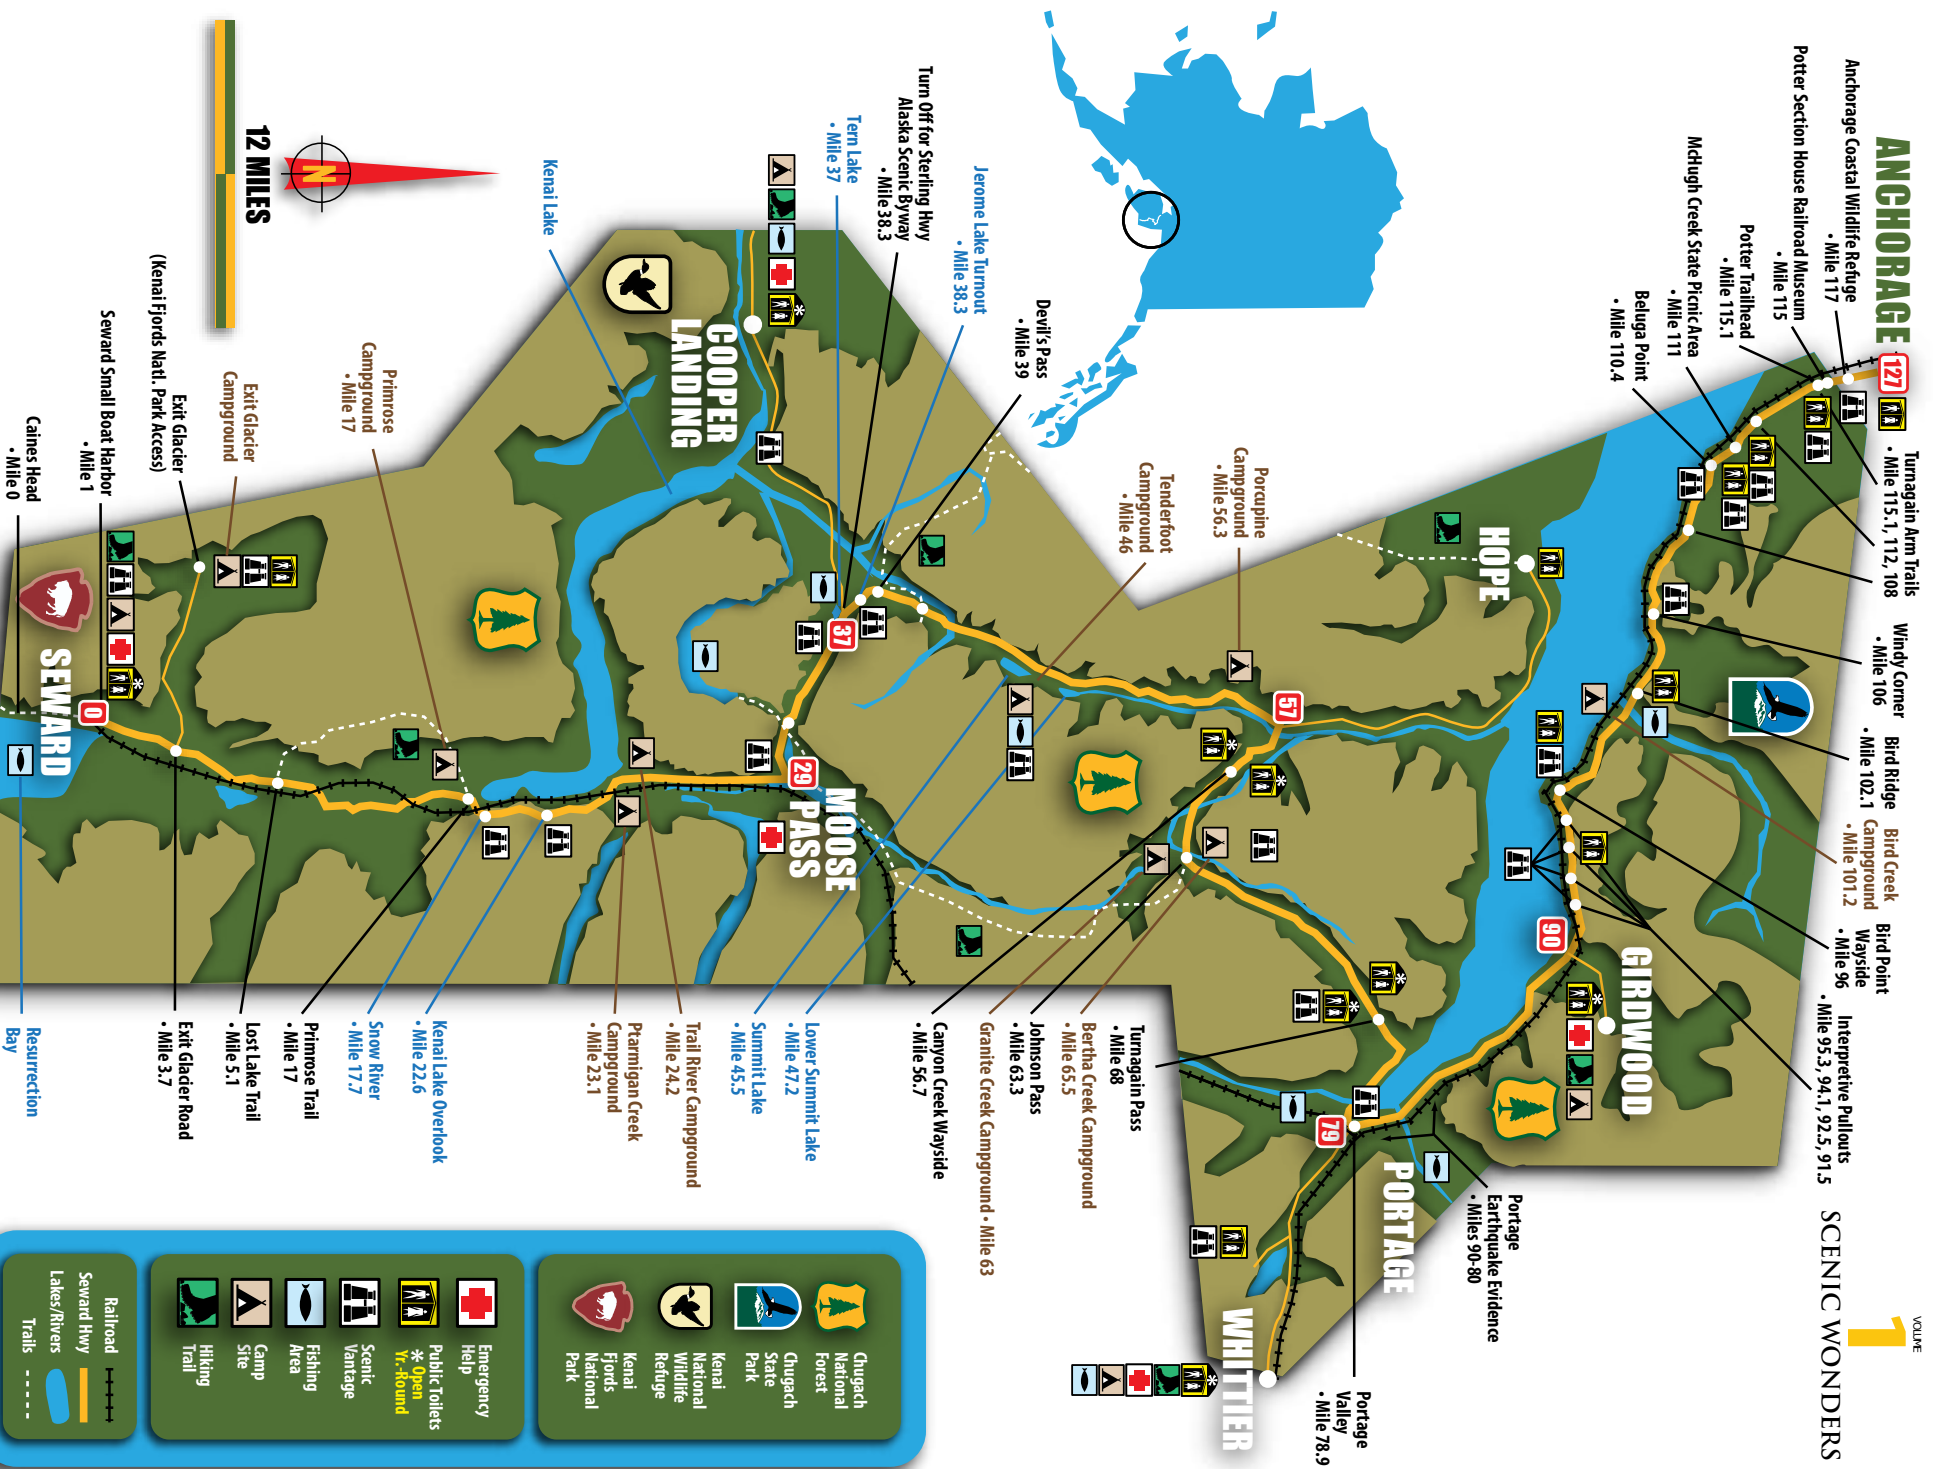 VOLUME
1
SCENIC WONDERS
ANCHORAGE
127
Anchorage Coastal Wildlife Refuge
• Mile 117
Potter Section House Railroad Museum
• Mile 115
Potter Trailhead
• Mile 115.1
McHugh Creek State Picnic Area
• Mile 111
Beluga Point
• Mile 110.4
Turnagain Arm Trails
• Mile 115.1, 112, 108
Windy Corner
• Mile 106
Bird Ridge
• Mile 102.1
Bird Creek
Campground
• Mile 101.2
Bird Point
Wayside
• Mile 96
Interpretive Pullouts
• Mile 95.3, 94.1, 92.5, 91.5
HOPE
90
GIRDWOOD
Portage
Earthquake Evidence
• Miles 90-80
PORTAGE
79
Portage
Valley
• Mile 78.9
WHITTIER
Porcupine
Campground
• Mile 56.3
Tenderfoot
Campground
• Mile 46
57
Devil's Pass
• Mile 39
Jerome Lake Turnout
• Mile 38.3
Turn Off for Sterling Hwy
Alaska Scenic Byway
• Mile 38.3
Tern Lake
• Mile 37
37
Kenai Lake
COOPER
LANDING
Turnagain Pass
• Mile 68
Bertha Creek Campground
• Mile 65.5
Johnson Pass
• Mile 63.3
Granite Creek Campground • Mile 63
Canyon Creek Wayside
• Mile 56.7
Lower Summit Lake
• Mile 47.2
Summit Lake
• Mile 45.5
29
MOOSE
PASS
Trail River Campground
• Mile 24.2
Ptarmigan Creek
Campground
• Mile 23.1
Kenai Lake Overlook
• Mile 22.6
Snow River
• Mile 17.7
Primrose Trail
• Mile 17
Lost Lake Trail
• Mile 5.1
Exit Glacier Road
• Mile 3.7
Resurrection
Bay
Primrose
Campground
• Mile 17
Exit Glacier
Campground
Exit Glacier
(Kenai Fjords Natl. Park Access)
Seward Small Boat Harbor
• Mile 1
Caines Head
• Mile 0
SEWARD
0
N
12 MILES
Chugach
National
Forest
Chugach
State
Park
Kenai
National
Wildlife
Refuge
Kenai
Fjords
National
Park
Emergency
Help
Public Toilets
* Open
Yr.-Round
Scenic
Vantage
Fishing
Area
Camp
Site
Hiking
Trail
Railroad
Seward Hwy
Lakes/Rivers
Trails